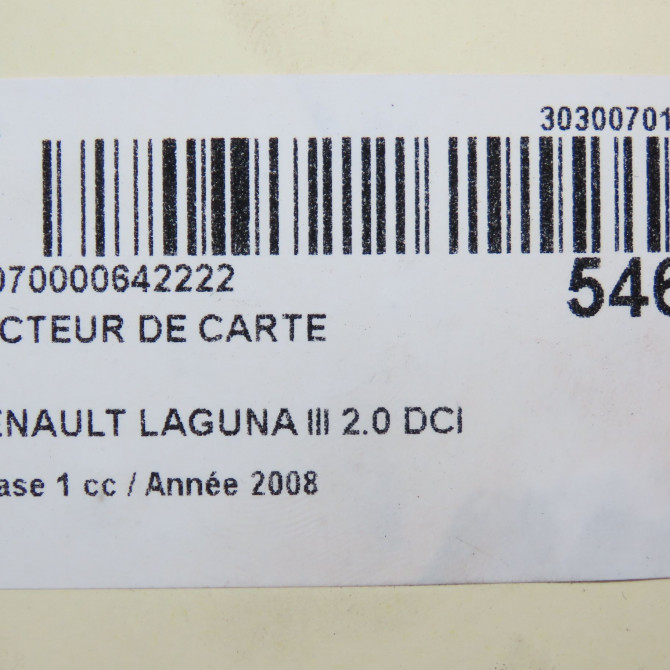 30300701
070000642222
546
CTEUR DE CARTE
ENAULT LAGUNA III 2.0 DCI
ase 1 cc / Année 2008